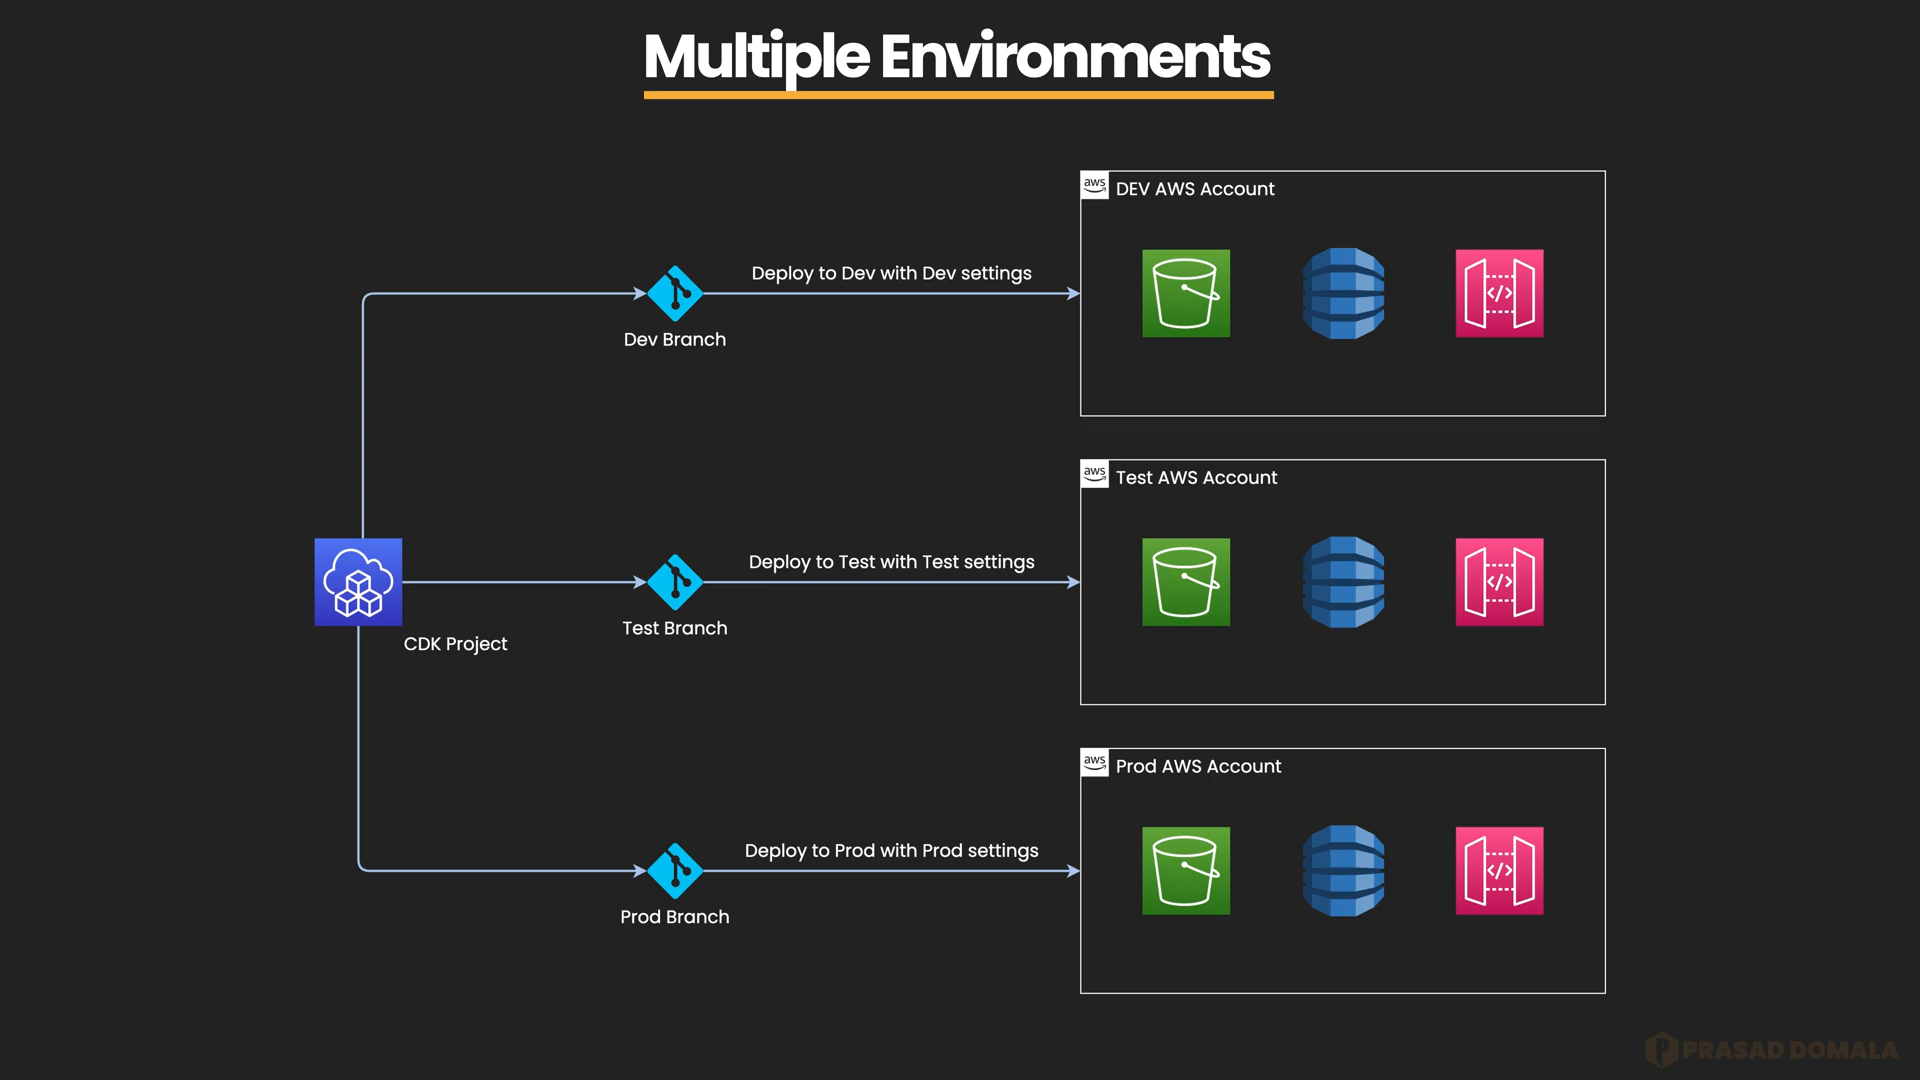 Multiple Environments
aws
DEV AWS Account
Deploy to Dev with Dev settings
</>
Dev Branch
aws
Test AWS Account
Deploy to Test with Test settings
</>
Test Branch
CDK Project
aws
Prod AWS Account
Deploy to Prod with Prod settings
</>
Prod Branch
PRASAD DOMALA